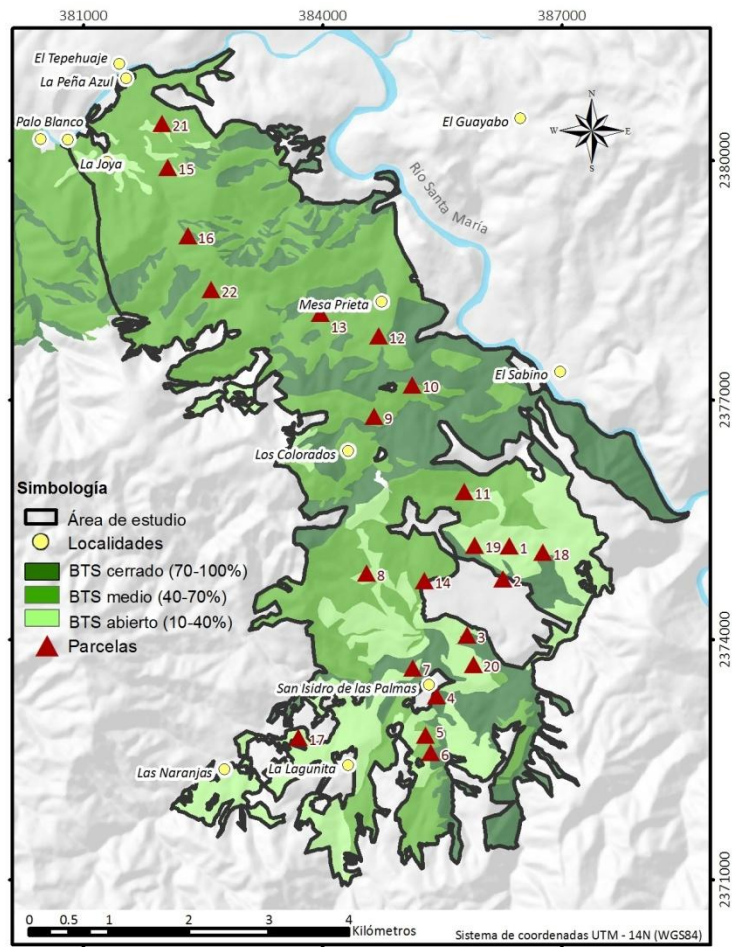 381000 384000 387000
El Tepehuaje
La Peña Azul
Palo Blanco
El Guayabo
N
W E
S
21
La Joya
15
2380000
Río Santa María
16
22
Mesa Prieta
13
12
El Sabino
10
2377000
9
Los Colorados
Simbología
Área de estudio
Localidades
BTS cerrado (70-100%)
BTS medio (40-70%)
BTS abierto (10-40%)
Parcelas
11
19 1 18
8
14
2
3
2374000
7
20
San Isidro de las Palmas
4
5
17
6
La Lagunita
Las Naranjas
2371000
0 0.5 1 2 3 4
Kilómetros
Sistema de coordenadas UTM - 14N (WGS84)